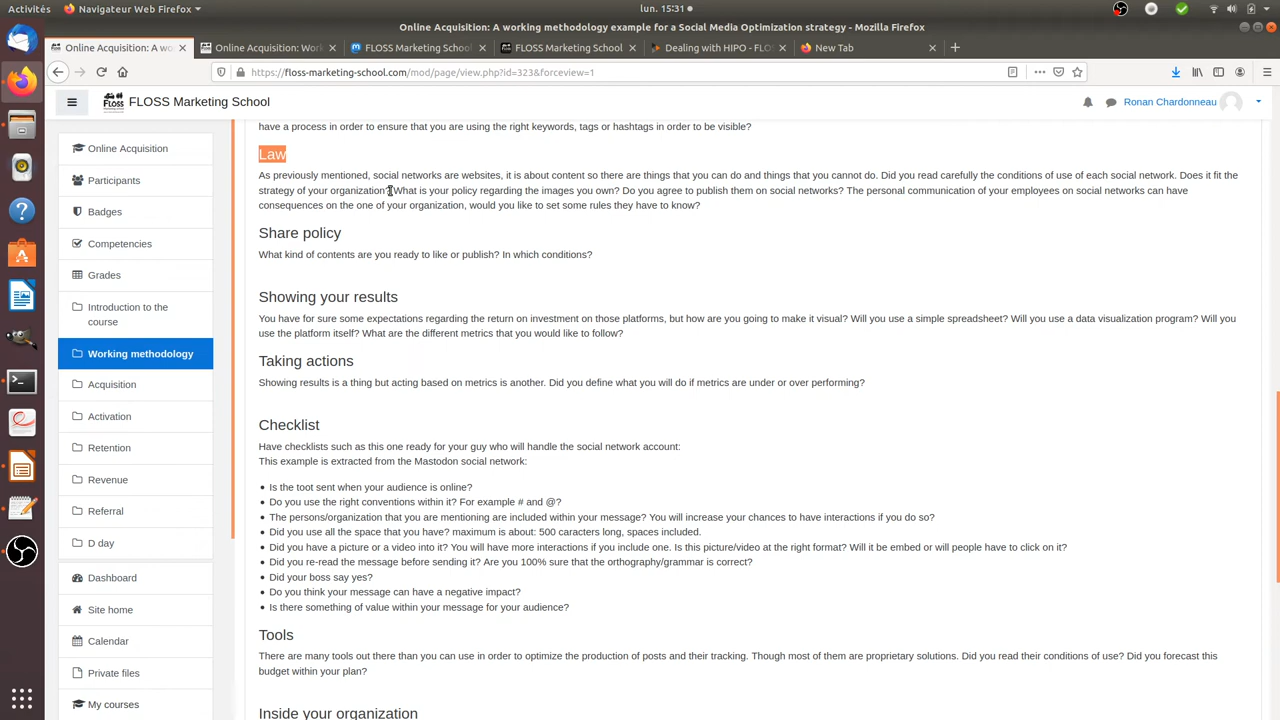 Activités
Navigateur Web Firefox
lun. 15:31
Online Acquisition: A working methodology example for a Social Media Optimization strategy - Mozilla Firefox
Online Acquisition: A wo
Online Acquisition: Work
FLOSS Marketing School
FLOSS Marketing School
Dealing with HIPO - FLOS
New Tab
https://floss-marketing-school.com/mod/page/view.php?id=323&forceview=1
FLOSS Marketing School
Ronan Chardonneau
Online Acquisition
Participants
Badges
Competencies
Grades
Introduction to the
course
Working methodology
Acquisition
Activation
Retention
Revenue
Referral
D day
Dashboard
Site home
Calendar
Private files
My courses
have a process in order to ensure that you are using the right keywords, tags or hashtags in order to be visible?
Law
As previously mentioned, social networks are websites, it is about content so there are things that you can do and things that you cannot do. Did you read carefully the conditions of use of each social network. Does it fit the
strategy of your organization? What is your policy regarding the images you own? Do you agree to publish them on social networks? The personal communication of your employees on social networks can have
consequences on the one of your organization, would you like to set some rules they have to know?
Share policy
What kind of contents are you ready to like or publish? In which conditions?
Showing your results
You have for sure some expectations regarding the return on investment on those platforms, but how are you going to make it visual? Will you use a simple spreadsheet? Will you use a data visualization program? Will you
use the platform itself? What are the different metrics that you would like to follow?
Taking actions
Showing results is a thing but acting based on metrics is another. Did you define what you will do if metrics are under or over performing?
Checklist
Have checklists such as this one ready for your guy who will handle the social network account:
This example is extracted from the Mastodon social network:
Is the toot sent when your audience is online?
Do you use the right conventions within it? For example # and @?
The persons/organization that you are mentioning are included within your message? You will increase your chances to have interactions if you do so?
Did you use all the space that you have? maximum is about: 500 caracters long, spaces included.
Did you have a picture or a video into it? You will have more interactions if you include one. Is this picture/video at the right format? Will it be embed or will people have to click on it?
Did you re-read the message before sending it? Are you 100% sure that the orthography/grammar is correct?
Did your boss say yes?
Do you think your message can have a negative impact?
Is there something of value within your message for your audience?
Tools
There are many tools out there than you can use in order to optimize the production of posts and their tracking. Though most of them are proprietary solutions. Did you read their conditions of use? Did you forecast this
budget within your plan?
Inside your organization